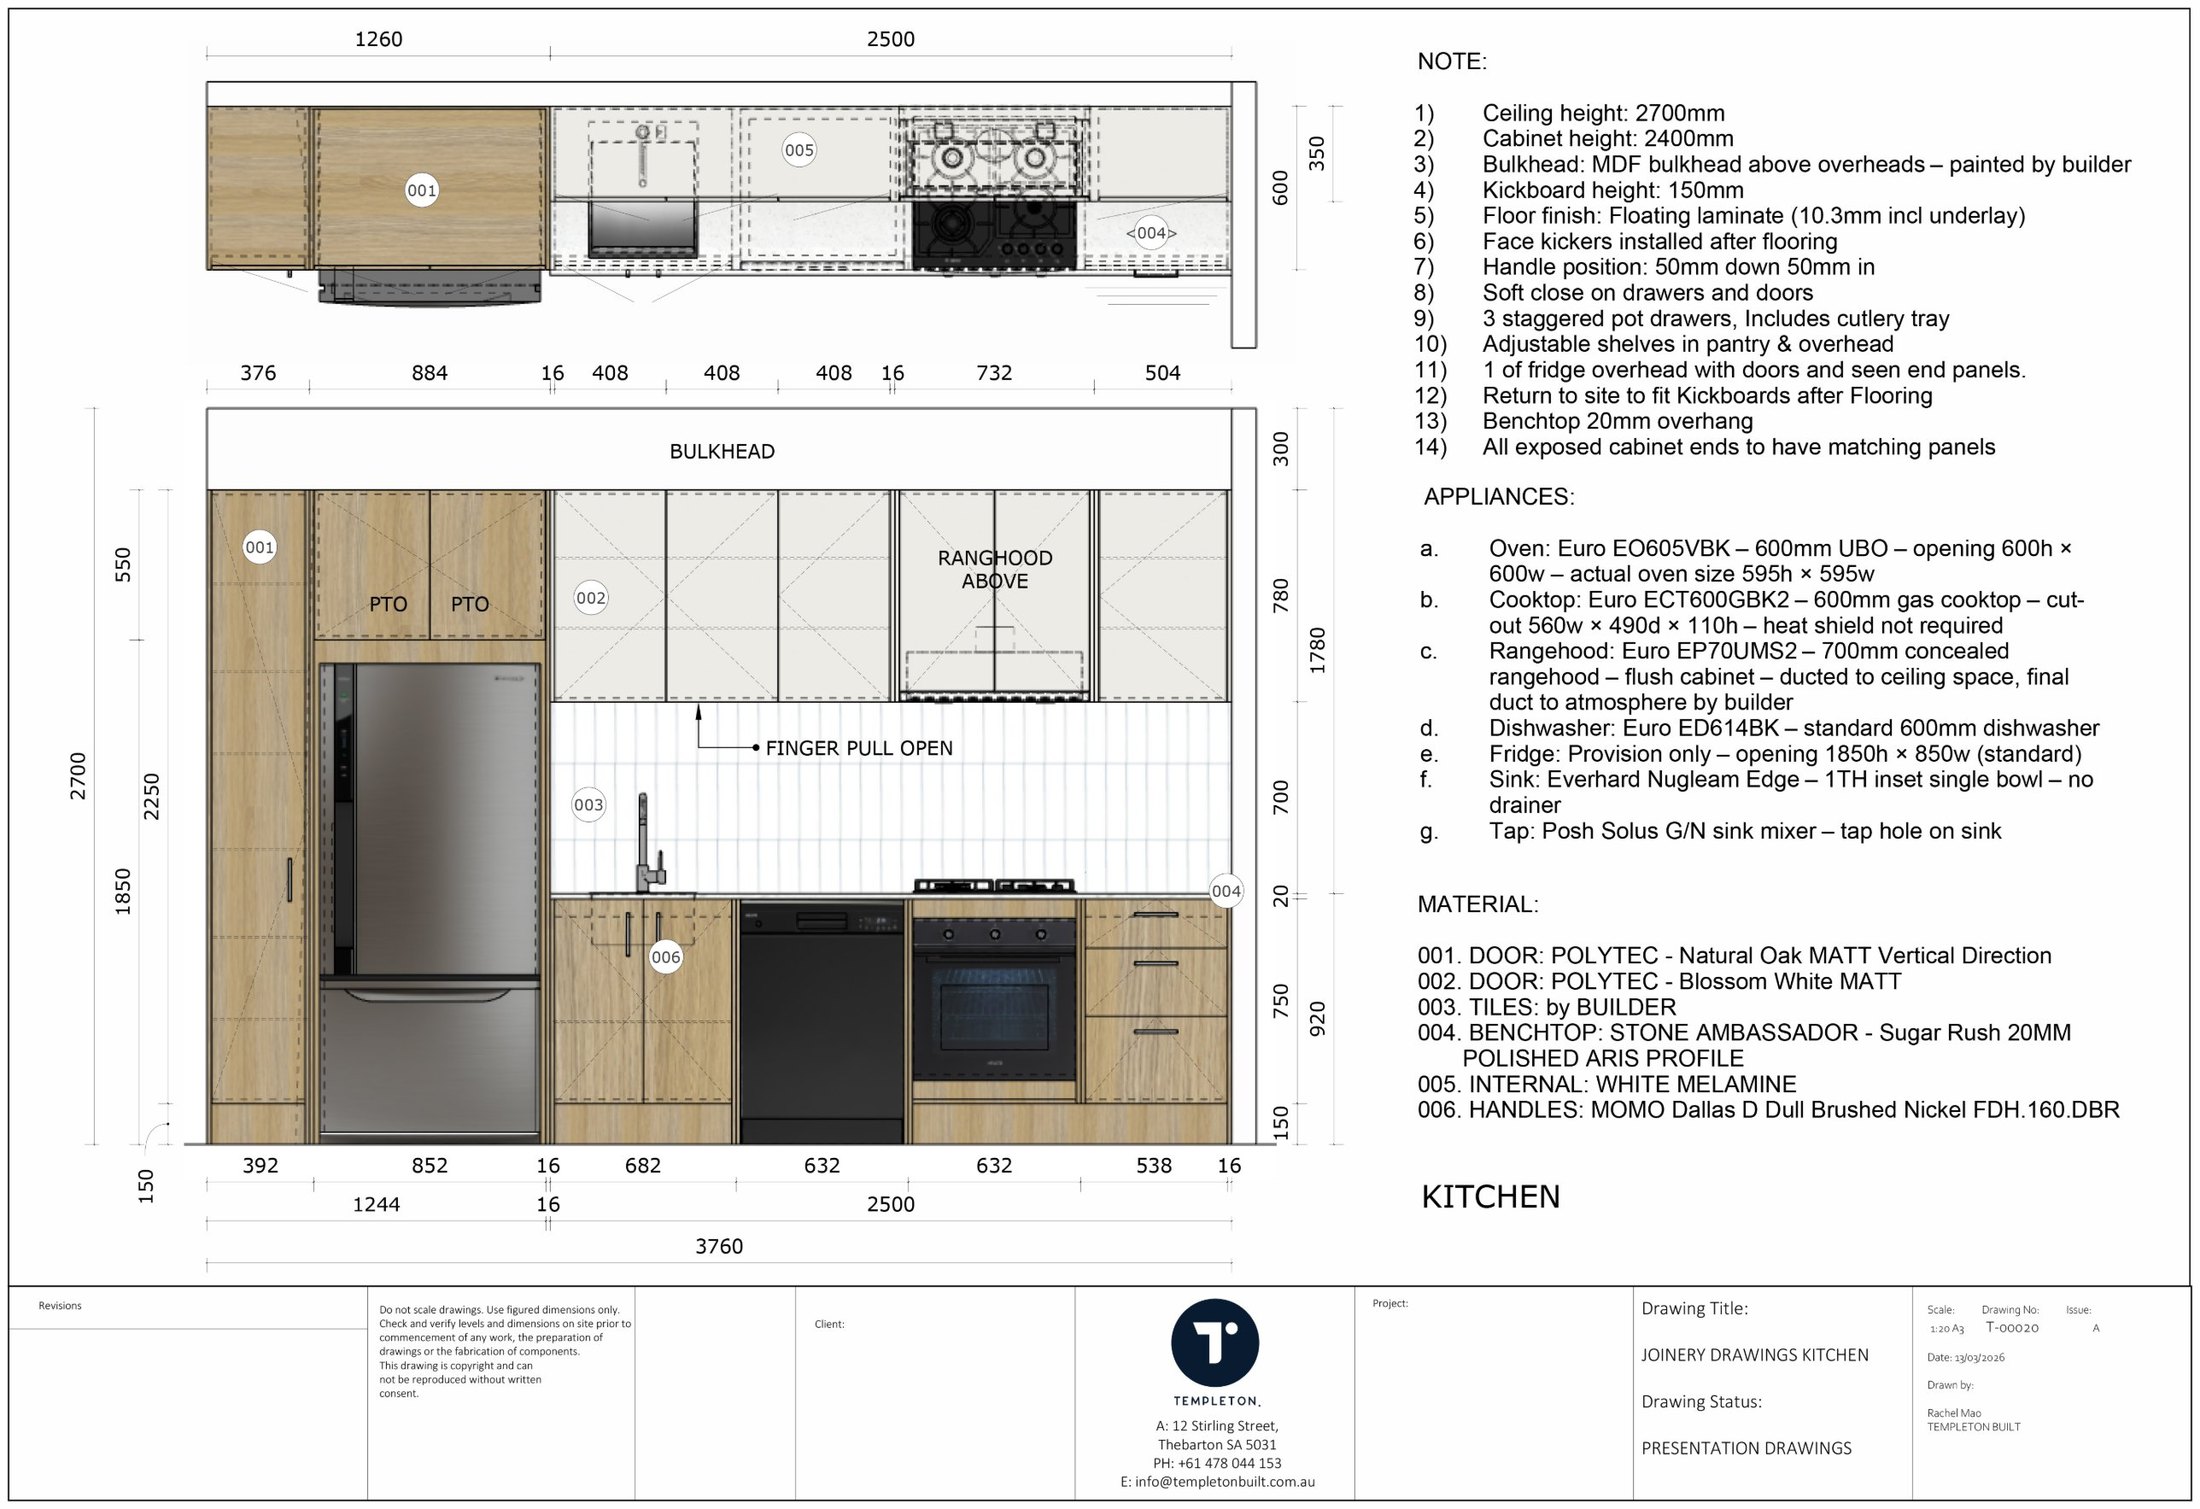 1260
2500
001
005
<004>
600
350
376
884
16
408
408
408
16
732
504
BULKHEAD
001
PTO
PTO
002
RANGHOOD
ABOVE
FINGER PULL OPEN
003
004
006
2700
550
1850
2250
150
300
780
700
20
750
150
1780
920
392
852
16
682
632
632
538
16
1244
16
2500
3760
NOTE:
1) Ceiling height: 2700mm
2) Cabinet height: 2400mm
3) Bulkhead: MDF bulkhead above overheads – painted by builder
4) Kickboard height: 150mm
5) Floor finish: Floating laminate (10.3mm incl underlay)
6) Face kickers installed after flooring
7) Handle position: 50mm down 50mm in
8) Soft close on drawers and doors
9) 3 staggered pot drawers, Includes cutlery tray
10) Adjustable shelves in pantry & overhead
11) 1 of fridge overhead with doors and seen end panels.
12) Return to site to fit Kickboards after Flooring
13) Benchtop 20mm overhang
14) All exposed cabinet ends to have matching panels
APPLIANCES:
a. Oven: Euro EO605VBK – 600mm UBO – opening 600h ×
600w – actual oven size 595h × 595w
b. Cooktop: Euro ECT600GBK2 – 600mm gas cooktop – cut-
out 560w × 490d × 110h – heat shield not required
c. Rangehood: Euro EP70UMS2 – 700mm concealed
rangehood – flush cabinet – ducted to ceiling space, final
duct to atmosphere by builder
d. Dishwasher: Euro ED614BK – standard 600mm dishwasher
e. Fridge: Provision only – opening 1850h × 850w (standard)
f. Sink: Everhard Nugleam Edge – 1TH inset single bowl – no
drainer
g. Tap: Posh Solus G/N sink mixer – tap hole on sink
MATERIAL:
001. DOOR: POLYTEC - Natural Oak MATT Vertical Direction
002. DOOR: POLYTEC - Blossom White MATT
003. TILES: by BUILDER
004. BENCHTOP: STONE AMBASSADOR - Sugar Rush 20MM
POLISHED ARIS PROFILE
005. INTERNAL: WHITE MELAMINE
006. HANDLES: MOMO Dallas D Dull Brushed Nickel FDH.160.DBR
KITCHEN
Revisions
Do not scale drawings. Use figured dimensions only.
Check and verify levels and dimensions on site prior to
commencement of any work, the preparation of
drawings or the fabrication of components.
This drawing is copyright and can
not be reproduced without written
consent.
Client:
TEMPLETON.
A: 12 Stirling Street,
Thebarton SA 5031
PH: +61 478 044 153
E: info@templetonbuilt.com.au
Project:
Drawing Title:
JOINERY DRAWINGS KITCHEN
Drawing Status:
PRESENTATION DRAWINGS
Scale: Drawing No: Issue:
1:20 A3 T-00020 A
Date: 13/03/2026
Drawn by:
Rachel Mao
TEMPLETON BUILT